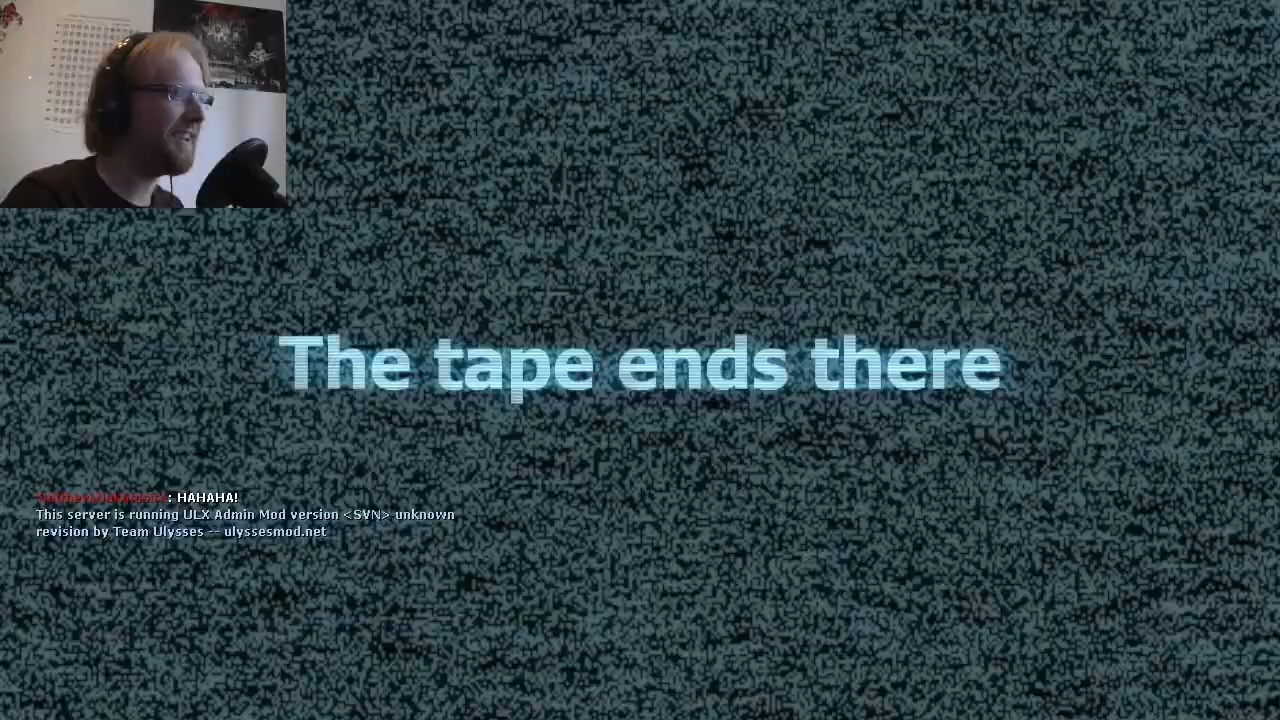 The tape ends there
: HAHAHA!
This server is running ULX Admin Mod version <SVN> unknown
revision by Team Ulysses -- ulyssesmod.net